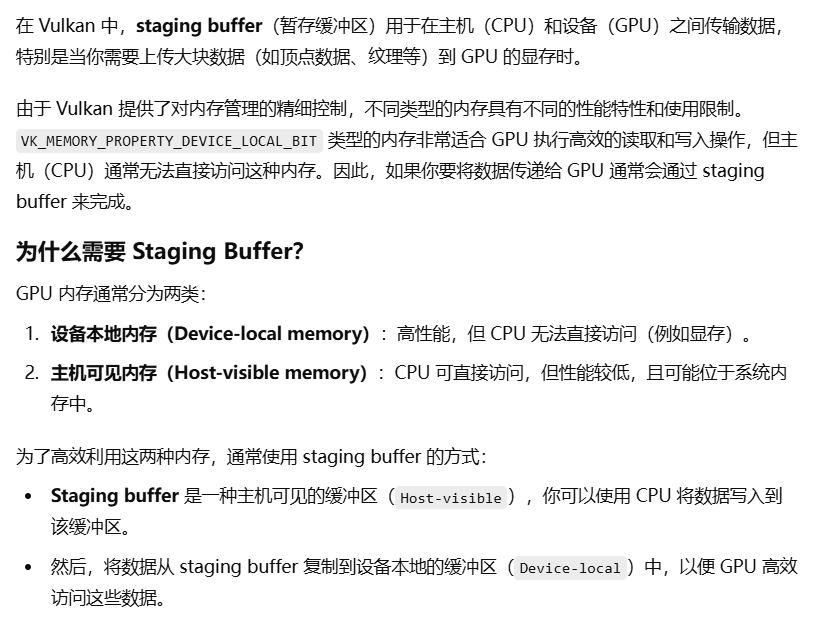 在 Vulkan 中，staging buffer（暂存缓冲区）用于在主机（CPU）和设备（GPU）之间传输数据，
特别是当你需要上传大块数据（如顶点数据、纹理等）到 GPU 的显存时。
由于 Vulkan 提供了对内存管理的精细控制，不同类型的内存具有不同的性能特性和使用限制。
VK_MEMORY_PROPERTY_DEVICE_LOCAL_BIT 类型的内存非常适合 GPU 执行高效的读取和写入操作，但主
机（CPU）通常无法直接访问这种内存。因此，如果你要将数据传递给 GPU 通常会通过 staging
buffer 来完成。
为什么需要 Staging Buffer?
GPU 内存通常分为两类：
1. 设备本地内存（Device-local memory）：高性能，但 CPU 无法直接访问（例如显存）。
2. 主机可见内存（Host-visible memory）：CPU 可直接访问，但性能较低，且可能位于系统内
存中。
为了高效利用这两种内存，通常使用 staging buffer 的方式：
• Staging buffer 是一种主机可见的缓冲区（Host-visible），你可以使用 CPU 将数据写入到
该缓冲区。
• 然后，将数据从 staging buffer 复制到设备本地的缓冲区（Device-local）中，以便 GPU 高效
访问这些数据。